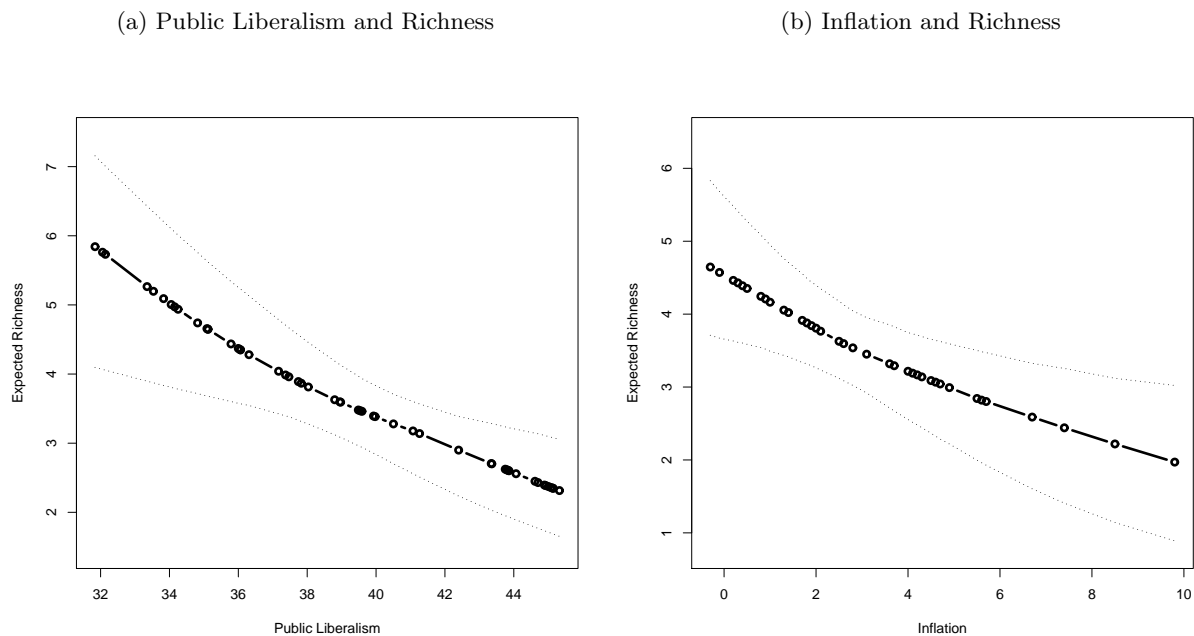 (a) Public Liberalism and Richness
Expected Richness
7
6
5
4
3
2
32 34 36 38 40 42 44
Public Liberalism
(b) Inflation and Richness
Expected Richness
6
5
4
3
2
1
0 2 4 6 8 10
Inflation